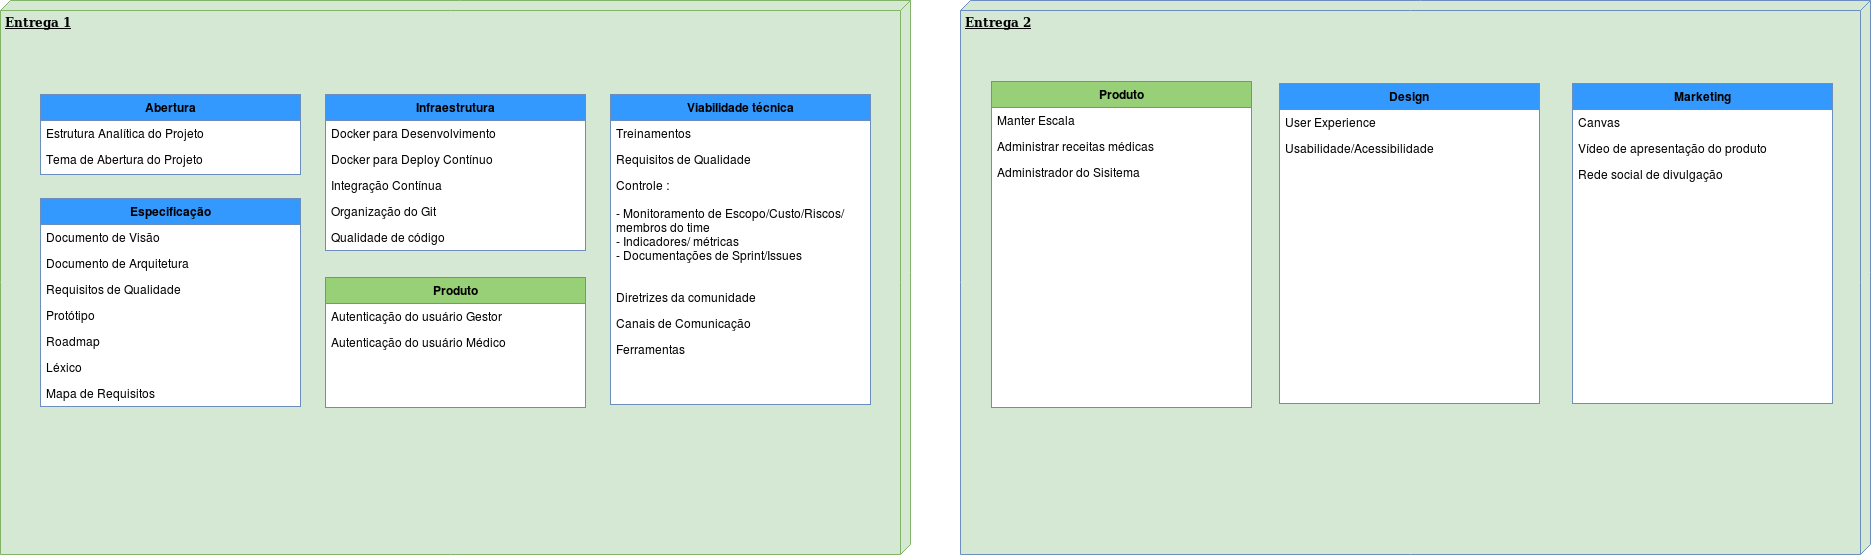 Entrega 1
Abertura
Estrutura Analítica do Projeto
Tema de Abertura do Projeto
Especificação
Documento de Visão
Documento de Arquitetura
Requisitos de Qualidade
Protótipo
Roadmap
Léxico
Mapa de Requisitos
Infraestrutura
Docker para Desenvolvimento
Docker para Deploy Contínuo
Integração Contínua
Organização do Git
Qualidade de código
Produto
Autenticação do usuário Gestor
Autenticação do usuário Médico
Viabilidade técnica
Treinamentos
Requisitos de Qualidade
Controle :
- Monitoramento de Escopo/Custo/Riscos/
membros do time
- Indicadores/ métricas
- Documentações de Sprint/Issues
Diretrizes da comunidade
Canais de Comunicação
Ferramentas
Entrega 2
Produto
Manter Escala
Administrar receitas médicas
Administrador do Sisitema
Design
User Experience
Usabilidade/Acessibilidade
Marketing
Canvas
Vídeo de apresentação do produto
Rede social de divulgação